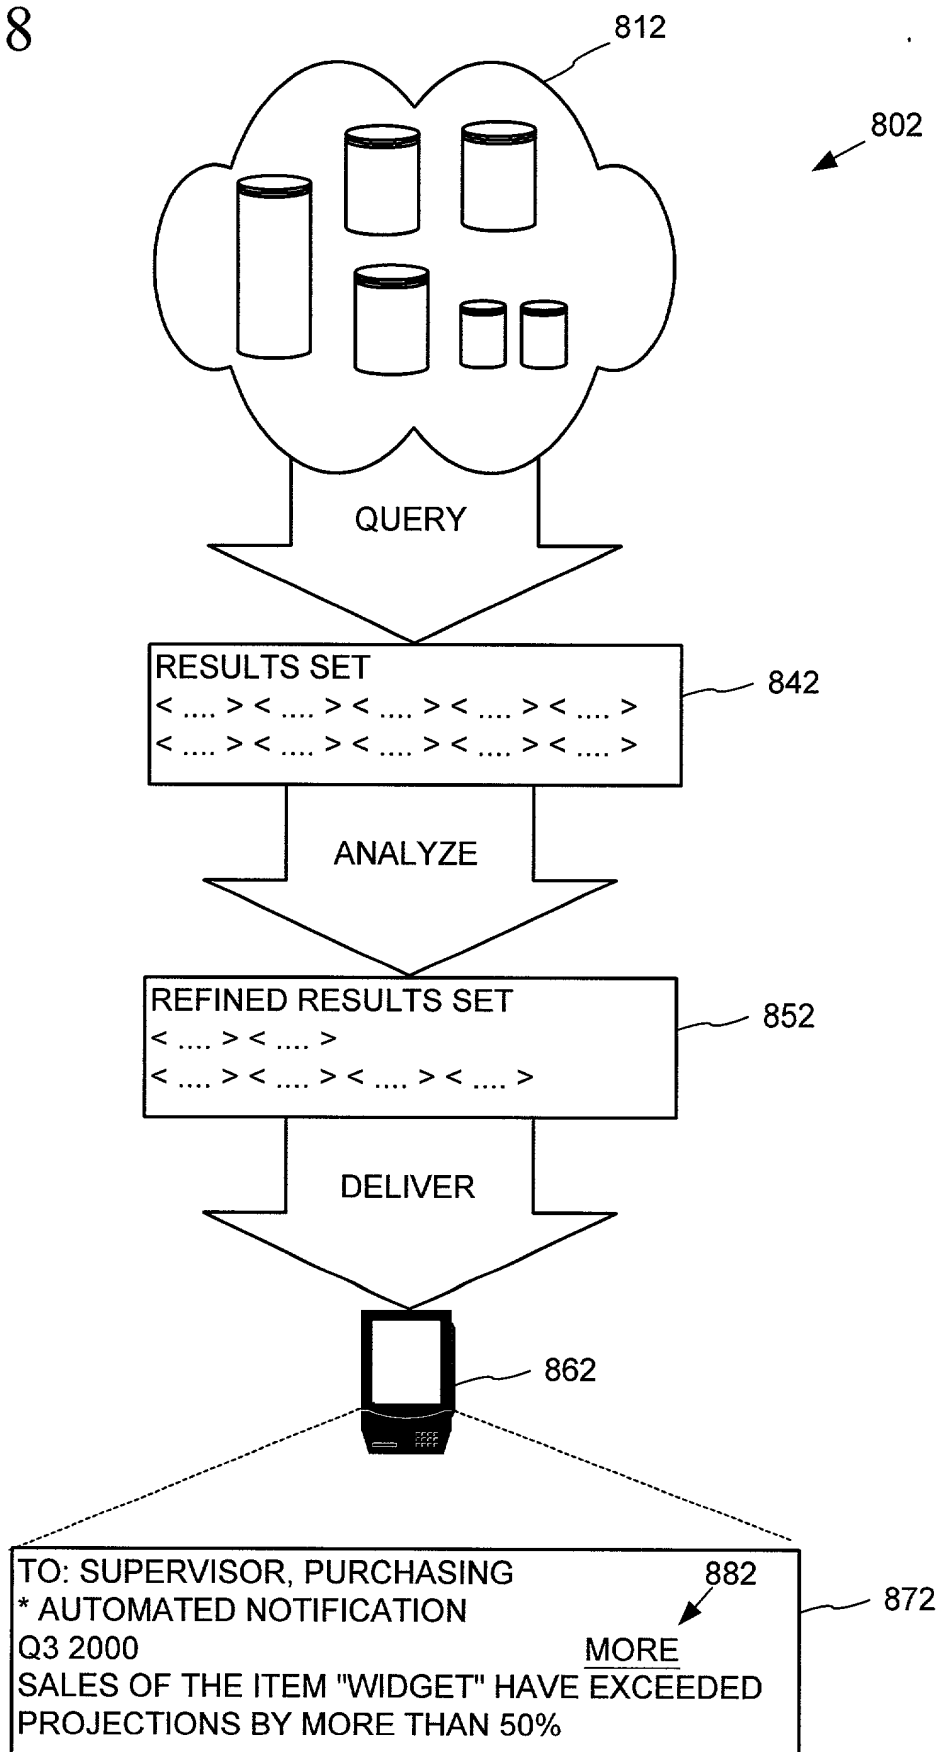 8
812
802
QUERY
RESULTS SET
< .... > < .... > < .... > < .... > < .... >
< .... > < .... > < .... > < .... > < .... >
842
ANALYZE
REFINED RESULTS SET
< .... > < .... >
< .... > < .... > < .... > < .... >
852
DELIVER
862
TO: SUPERVISOR, PURCHASING
882
* AUTOMATED NOTIFICATION
872
Q3 2000 MORE
SALES OF THE ITEM "WIDGET" HAVE EXCEEDED
PROJECTIONS BY MORE THAN 50%